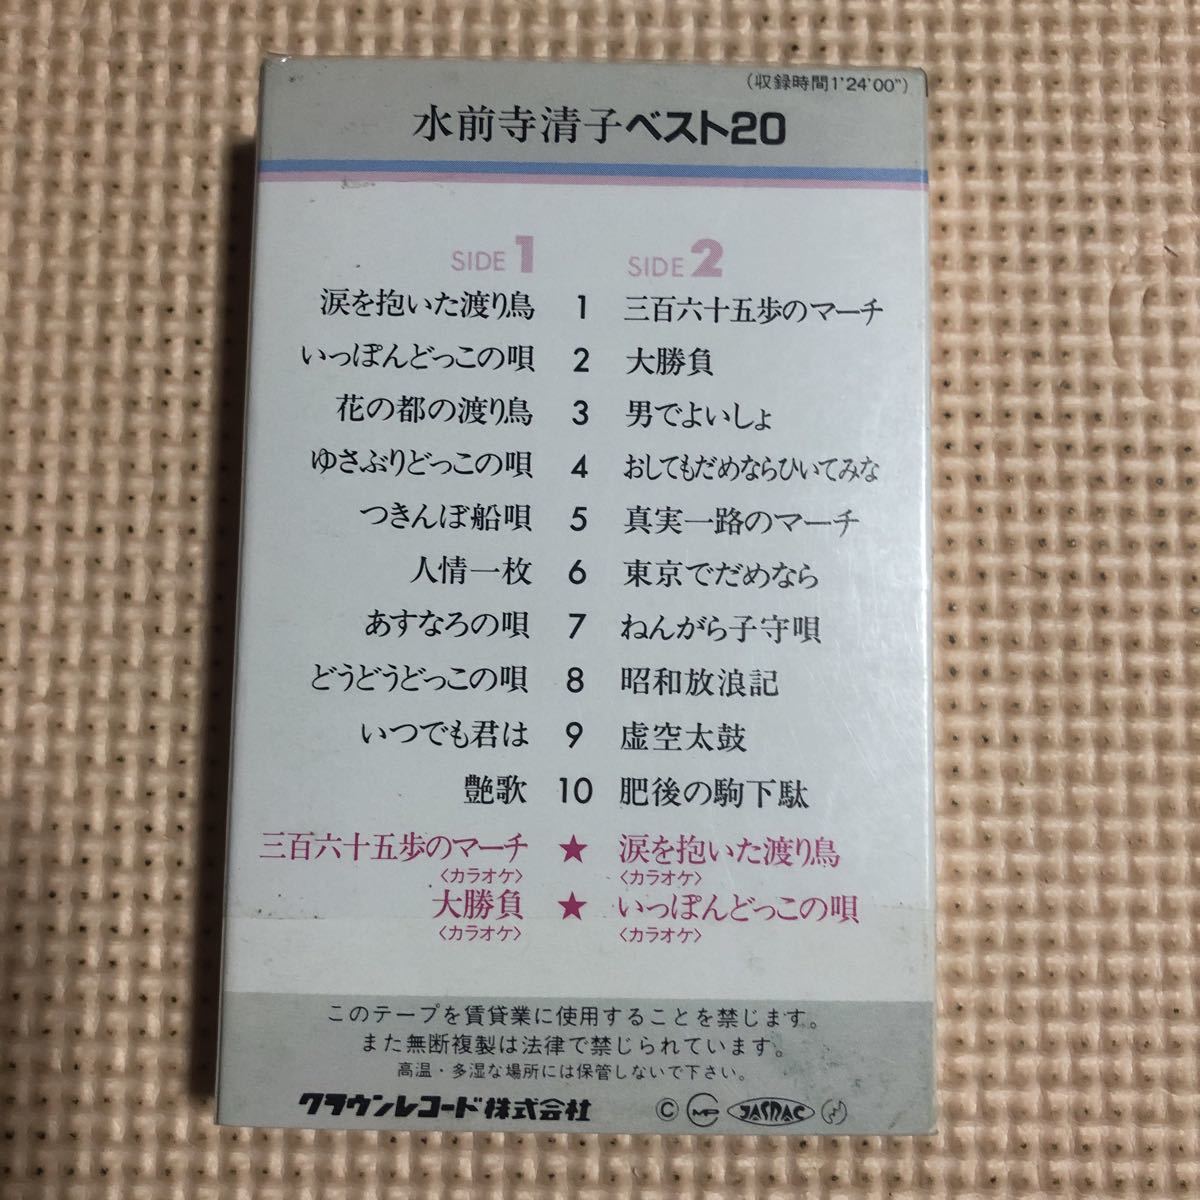 (収録時間1'24'00")
水前寺清子ベスト20
SIDE 1 SIDE 2
涙を抱いた渡り鳥 1 三百六十五歩のマーチ
いっぽんどっこの唄 2 大勝負
花の都の渡り鳥 3 男でよいしょ
ゆさぶりどっこの唄 4 おしてもだめならひいてみな
つきんぼ船唄 5 真実一路のマーチ
人情一枚 6 東京でだめなら
あすなろの唄 7 ねんがら子守唄
どうどうどっこの唄 8 昭和放浪記
いつでも君は 9 虚空太鼓
艶歌 10 肥後の駒下駄
三百六十五歩のマーチ ★ 涙を抱いた渡り鳥
〈カラオケ〉 〈カラオケ〉
大勝負 ★ いっぽんどっこの唄
〈カラオケ〉 〈カラオケ〉
このテープを賃貸業に使用することを禁じます。
また無断複製は法律で禁じられています。
高温・多湿な場所には保管しないで下さい。
クラウンレコード株式会社 © JASRAC